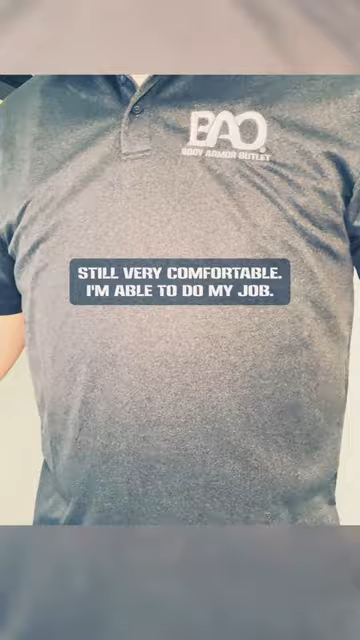 BAO
BODY ARMOR OUTLET
STILL VERY COMFORTABLE.
I'M ABLE TO DO MY JOB.